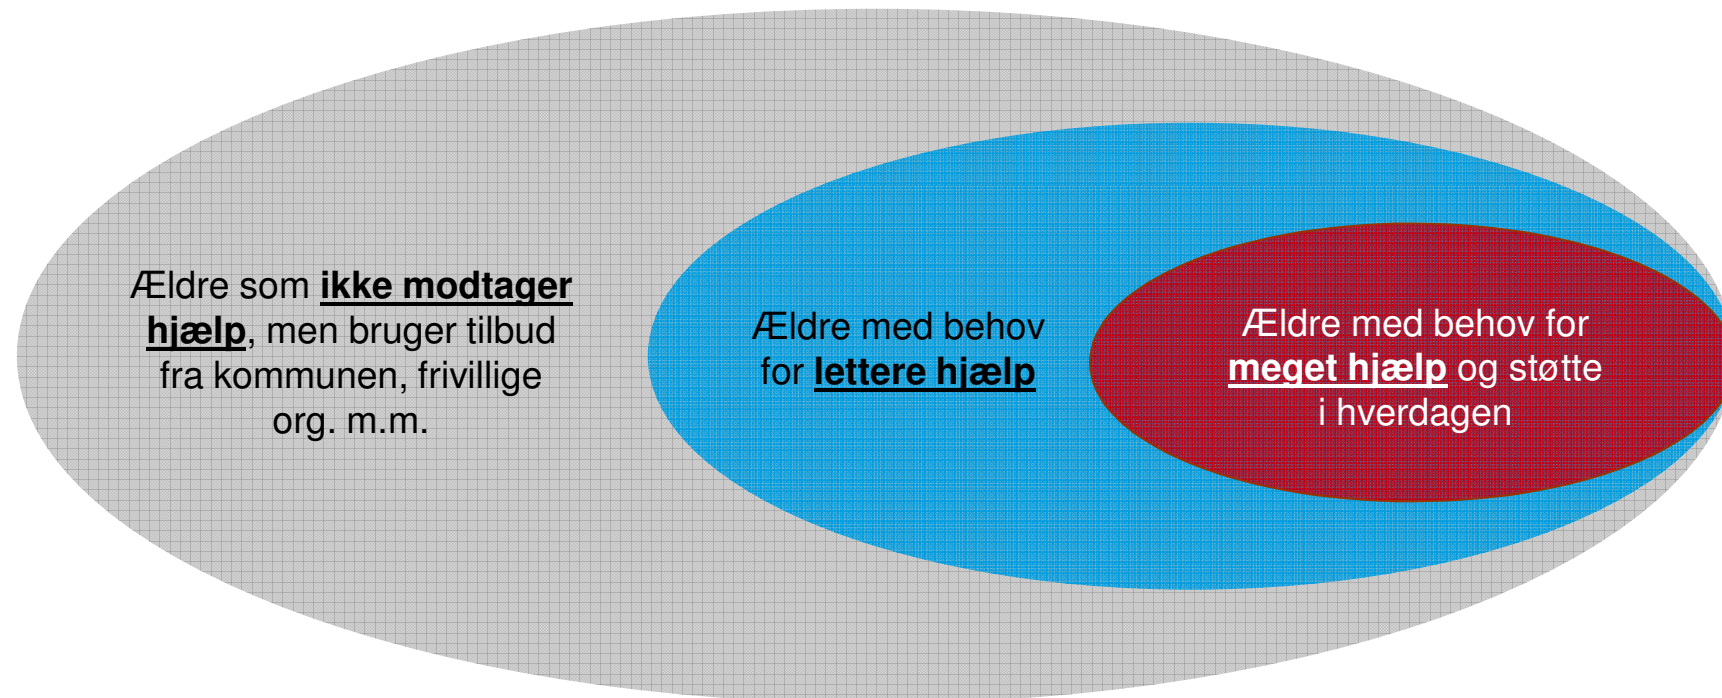 Ældre som ikke modtager
hjælp, men bruger tilbud
fra kommunen, frivillige
org. m.m.
Ældre med behov
for lettere hjælp
Ældre med behov for
meget hjælp og støtte
i hverdagen